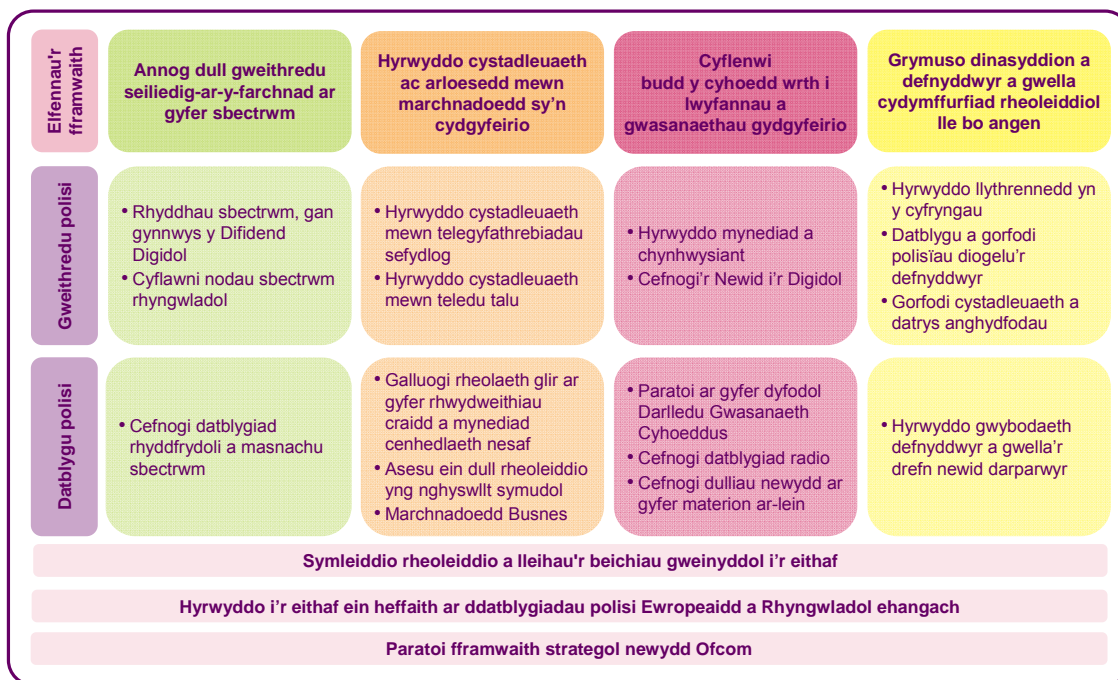 Elfennau'r
fframwaith
Annog dull gweithredu
seiliedig-ar-y-farchnad ar
gyfer sbectrwm
Hyrwyddo cystadleuaeth
ac arloesedd mewn
marchnadoedd sy'n
cydgyfeirio
Cyflenwi
budd y cyhoedd wrth i
lwyfannau a
gwasanaethau gydgyfeirio
Grymuso dinasyddion a
defnyddwyr a gwella
cydymffurfiad rheoleiddiol
lle bo angen
Gweithredu polisi
• Rhyddhau sbectrwm, gan
gynnwys y Difidend
Digidol
• Cyflawni nodau sbectrwm
rhyngwladol
• Hyrwyddo cystadleuaeth
mewn telegyfathrebiadau
sefydlog
• Hyrwyddo cystadleuaeth
mewn teledu talu
• Hyrwyddo mynediad a
chynhwysiant
• Cefnogi'r Newid i'r Digidol
• Hyrwyddo llythrennedd yn
y cyfryngau
• Datblygu a gorfodi
polisïau diogelu'r
defnyddwyr
• Gorfodi cystadleuaeth a
datrys anghydfodau
Datblygu polisi
• Cefnogi datblygiad
rhyddfrydoli a masnachu
sbectrwm
• Galluogi rheolaeth glir ar
gyfer rhwydweithiau
craidd a mynediad
cenhedlaeth nesaf
• Asesu ein dull rheoleiddio
yng nghyswllt symudol
• Marchnadoedd Busnes
• Paratoi ar gyfer dyfodol
Darlledu Gwasanaeth
Cyhoeddus
• Cefnogi datblygiad radio
• Cefnogi dulliau newydd ar
gyfer materion ar-lein
• Hyrwyddo gwybodaeth
defnyddwyr a gwella'r
drefn newid darparwyr
Symleiddio rheoleiddio a lleihau'r beichiau gweinyddol i'r eithaf
Hyrwyddo i'r eithaf ein heffaith ar ddatblygiadau polisi Ewropeaidd a Rhyngwladol ehangach
Paratoi fframwaith strategol newydd Ofcom